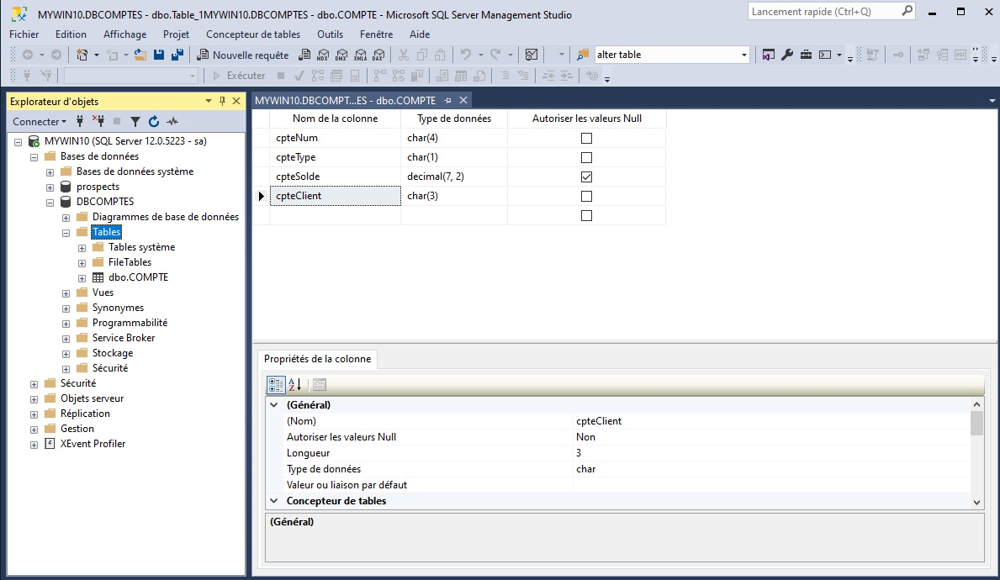 MYWIN10.DBCOMPTES - dbo.Table_1MYWIN10.DBCOMPTES - dbo.COMPTE - Microsoft SQL Server Management Studio
Lancement rapide (Ctrl+Q)
Fichier Edition Affichage Projet Concepteur de tables Outils Fenêtre Aide
Nouvelle requête MDX DMX XMLA DAX alter table
Exécuter
Explorateur d'objets
Connecter
MYWIN10 (SQL Server 12.0.5223 - sa)
Bases de données
Bases de données système
prospects
DBCOMPTES
Diagrammes de base de données
Tables
Tables système
FileTables
dbo.COMPTE
Vues
Synonymes
Programmabilité
Service Broker
Stockage
Sécurité
Sécurité
Objets serveur
Réplication
Gestion
XEvent Profiler
MYWIN10.DBCOMPT...ES - dbo.COMPTE
Nom de la colonne Type de données Autoriser les valeurs Null
cpteNum char(4)
cpteType char(1)
cpteSolde decimal(7, 2)
cpteClient char(3)
Propriétés de la colonne
(Général)
(Nom) cpteClient
Autoriser les valeurs Null Non
Longueur 3
Type de données char
Valeur ou liaison par défaut
Concepteur de tables
(Général)